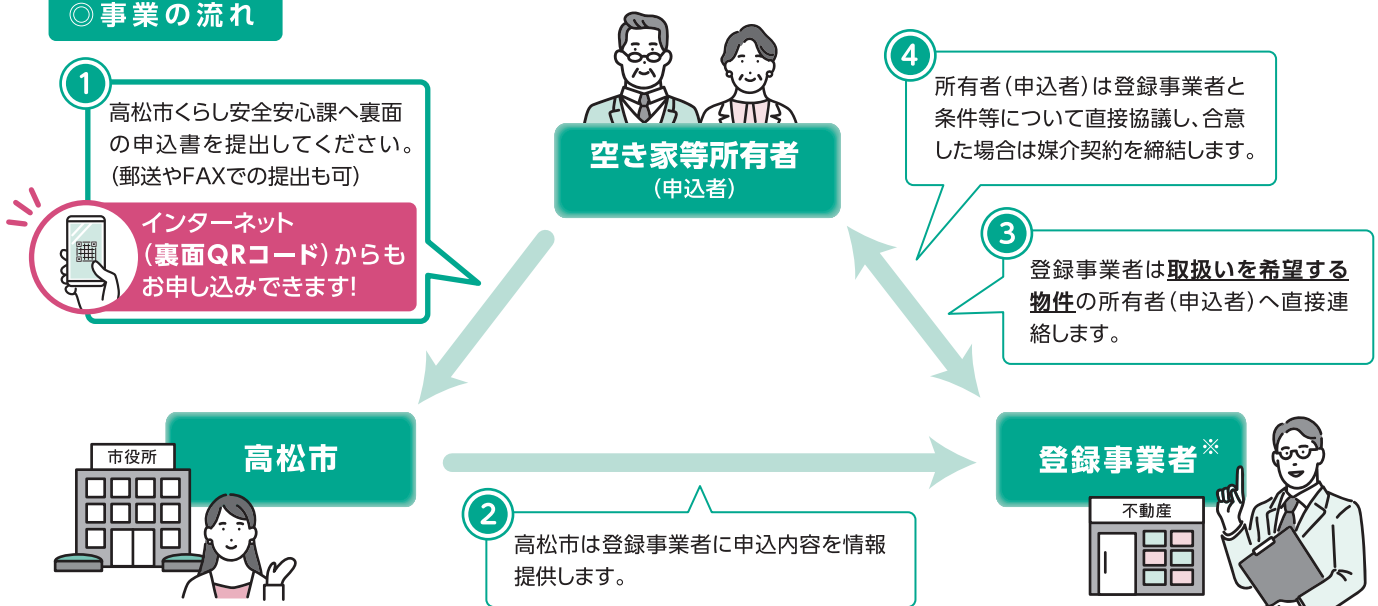 ◎事業の流れ
1
高松市くらし安全安心課へ裏面
の申込書を提出してください。
(郵送やFAXでの提出も可)
インターネット
(裏面QRコード)からも
お申し込みできます!
空き家等所有者
(申込者)
4
所有者(申込者)は登録事業者と
条件等について直接協議し、合意
した場合は媒介契約を締結します。
3
登録事業者は取扱いを希望する
物件の所有者(申込者)へ直接連
絡します。
市役所
高松市
2
高松市は登録事業者に申込内容を情報
提供します。
登録事業者※
不動産